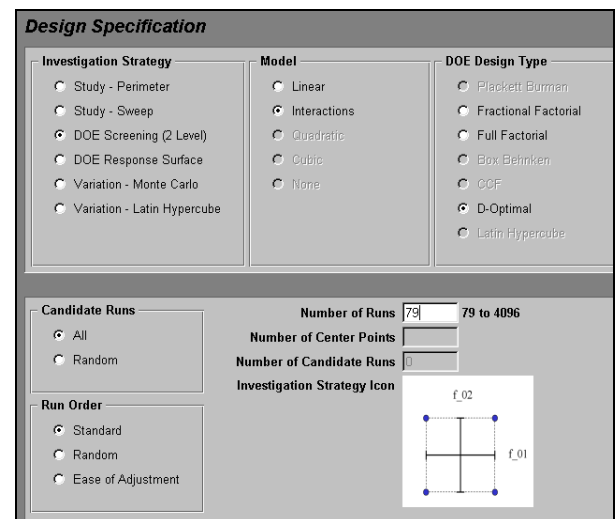 Design Specification
Investigation Strategy
Study - Perimeter
Study - Sweep
DOE Screening (2 Level)
DOE Response Surface
Variation - Monte Carlo
Variation - Latin Hypercube
Model
Linear
Interactions
Quadratic
Cubic
None
DOE Design Type
Plackett Burman
Fractional Factorial
Full Factorial
Box Behnken
CCF
D-Optimal
Latin Hypercube
Candidate Runs
All
Random
Run Order
Standard
Random
Ease of Adjustment
Number of Runs 79 79 to 4096
Number of Center Points
Number of Candidate Runs 0
Investigation Strategy Icon
f_02
f_01